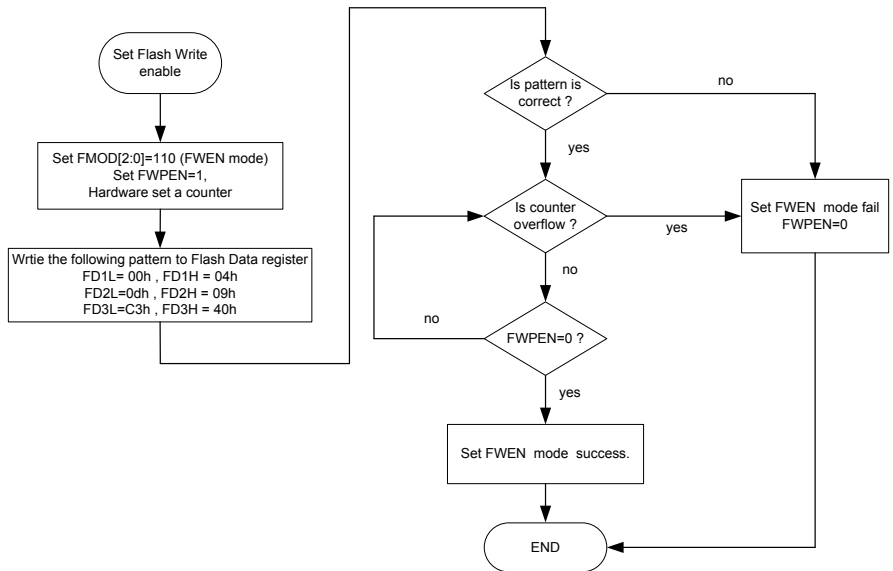 Set Flash Write
enable
Set FMOD[2:0]=110 (FWEN mode)
Set FWPEN=1,
Hardware set a counter
Wrtie the following pattern to Flash Data register
FD1L= 00h , FD1H = 04h
FD2L=0dh , FD2H = 09h
FD3L=C3h , FD3H = 40h
Is pattern is
correct ?
no
yes
Is counter
overflow ?
yes
Set FWEN mode fail
FWPEN=0
no
FWPEN=0 ?
no
yes
Set FWEN mode success.
END